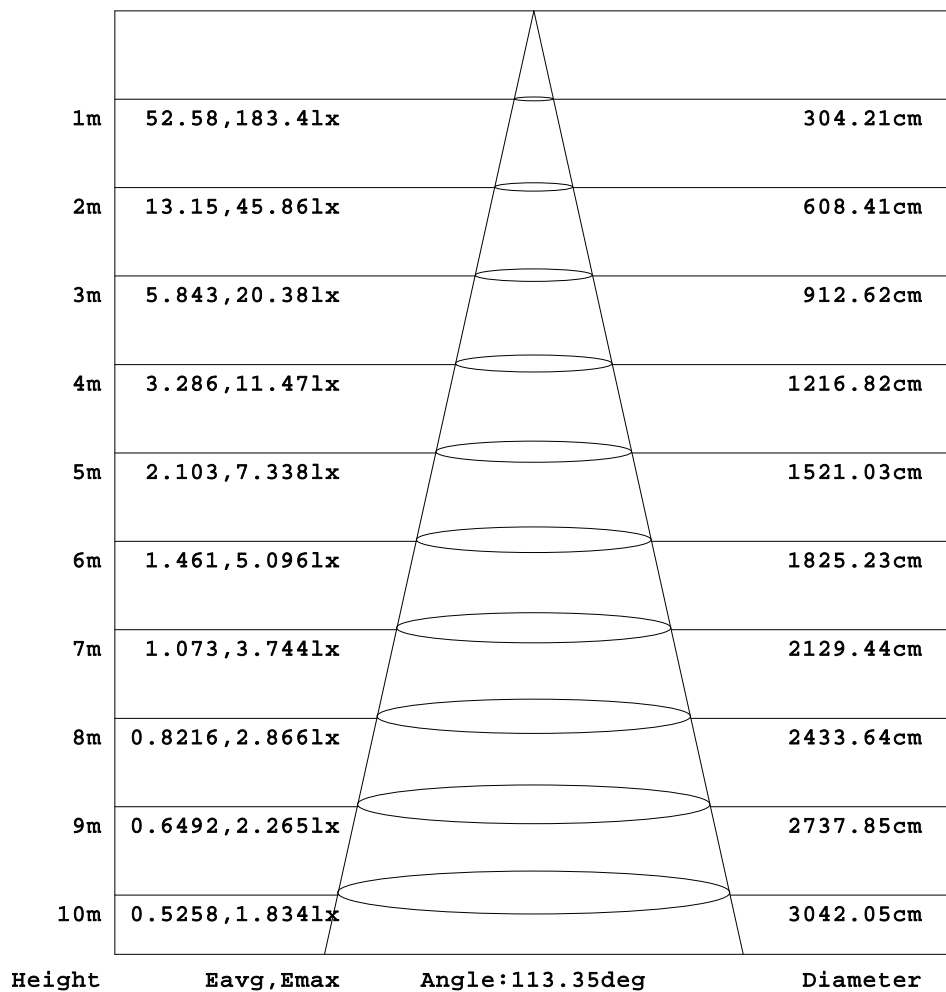 1m 52.58,183.4lx 304.21cm
2m 13.15,45.86lx 608.41cm
3m 5.843,20.38lx 912.62cm
4m 3.286,11.47lx 1216.82cm
5m 2.103,7.338lx 1521.03cm
6m 1.461,5.096lx 1825.23cm
7m 1.073,3.744lx 2129.44cm
8m 0.8216,2.866lx 2433.64cm
9m 0.6492,2.265lx 2737.85cm
10m 0.5258,1.834lx 3042.05cm
Height Eavg,Emax Angle:113.35deg Diameter